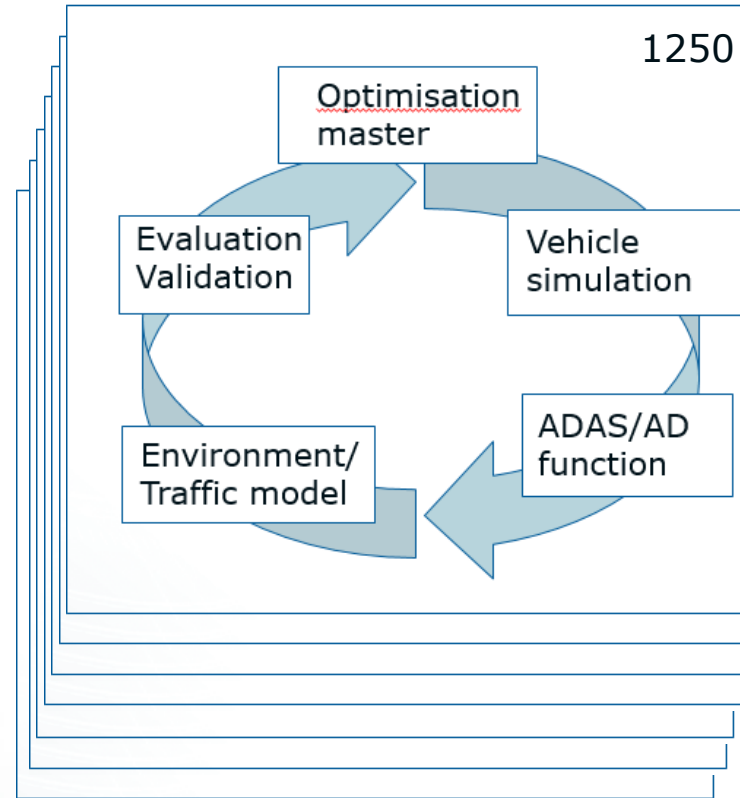 1250
Optimisation
master
Evaluation
Validation
Vehicle
simulation
Environment/
Traffic model
ADAS/AD
function